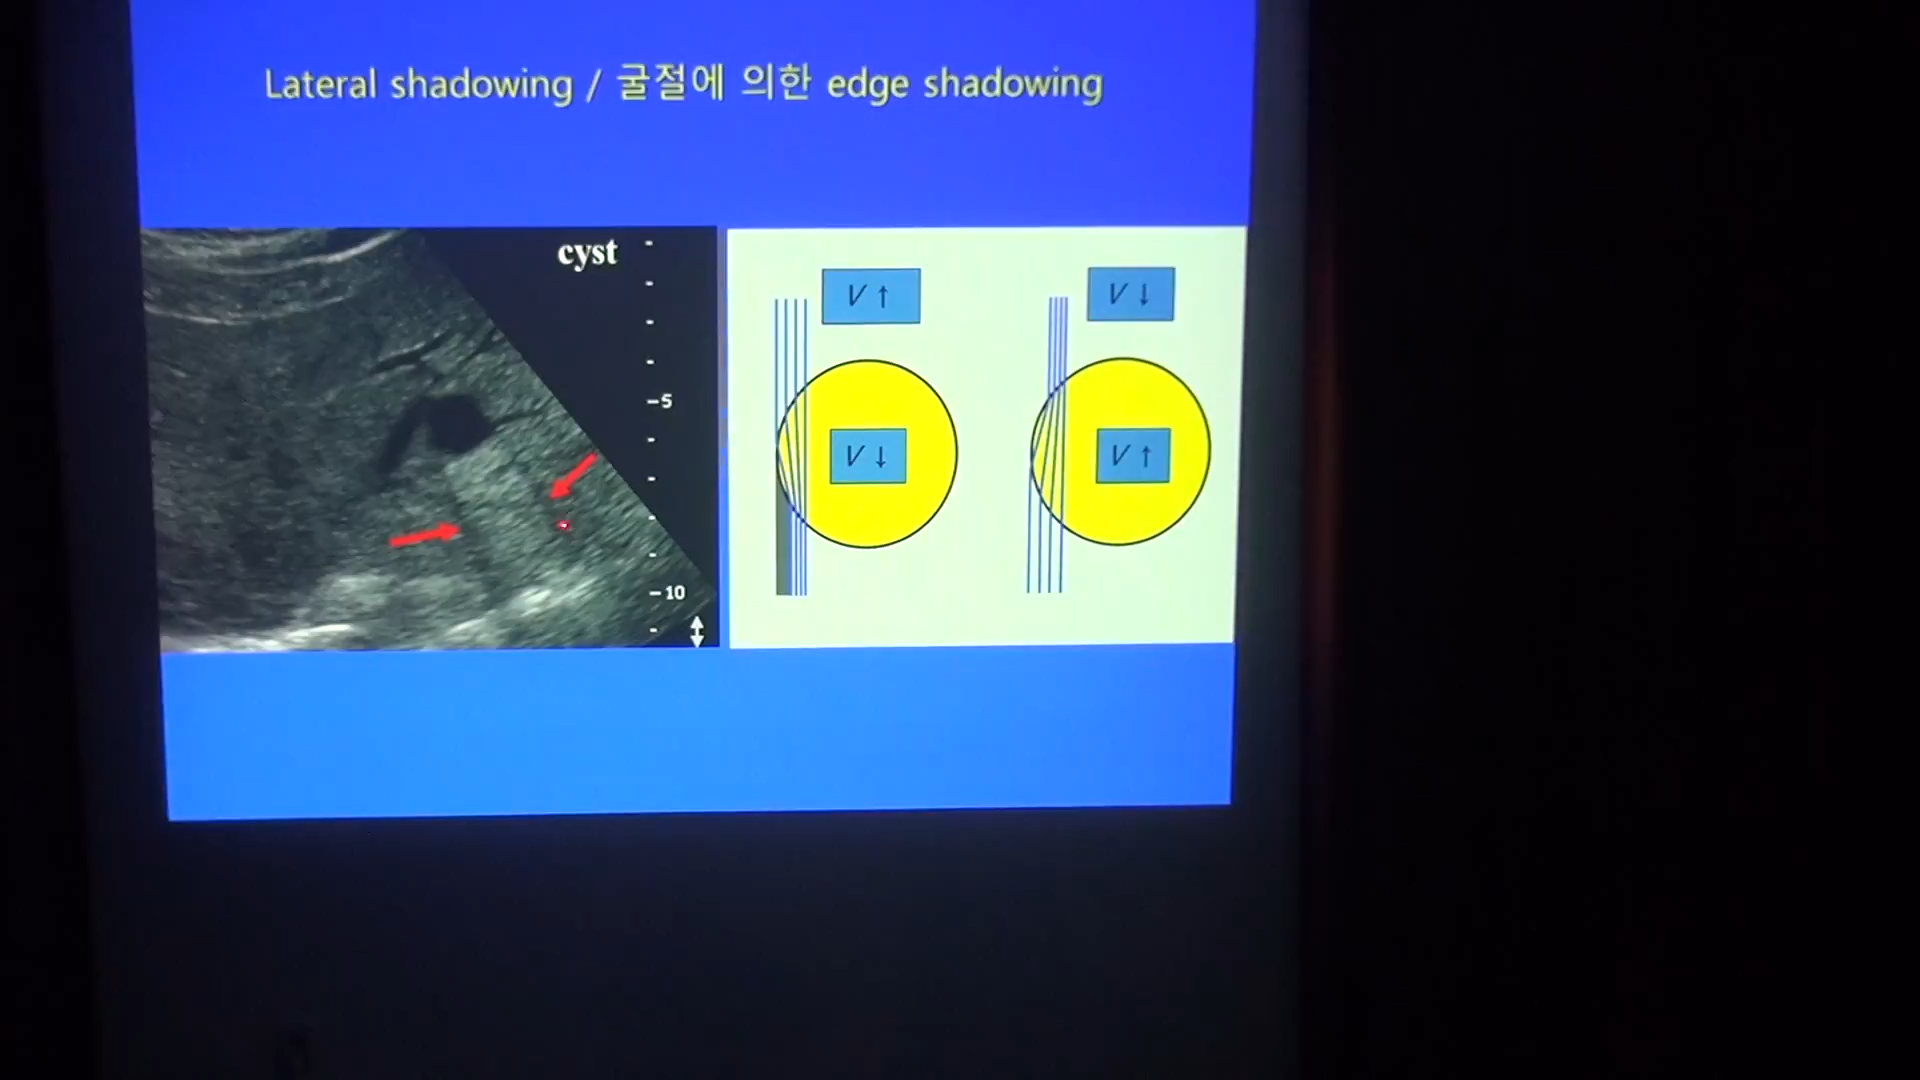 Lateral shadowing / 굴절에 의한 edge shadowing
cyst
5
10
V ↑
V ↓
V ↓
V ↑